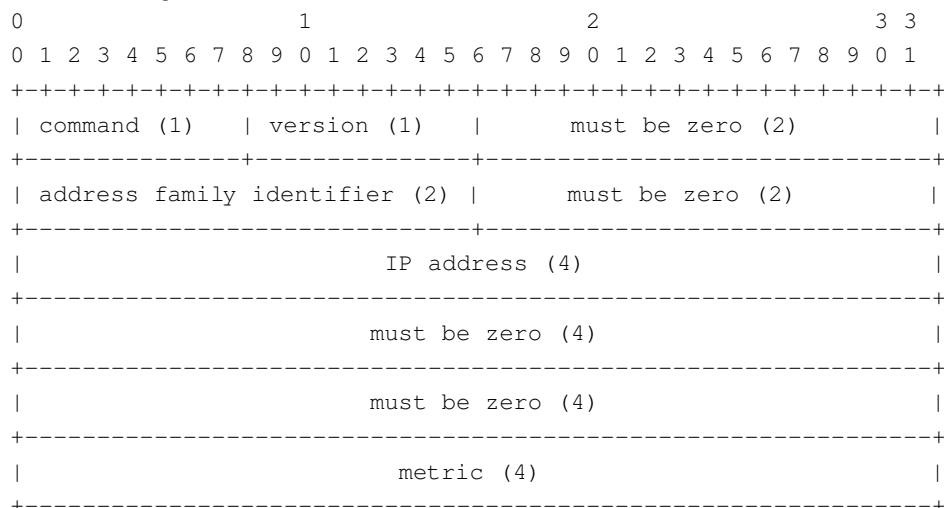 0                   1                   2                   3 3
0 1 2 3 4 5 6 7 8 9 0 1 2 3 4 5 6 7 8 9 0 1 2 3 4 5 6 7 8 9 0 1
+-+-+-+-+-+-+-+-+-+-+-+-+-+-+-+-+-+-+-+-+-+-+-+-+-+-+-+-+-+-+-+-+
| command (1)   | version (1)   |      must be zero (2)         |
+---------------+---------------+-------------------------------+
| address family identifier (2) |      must be zero (2)         |
+-------------------------------+-------------------------------+
|                         IP address (4)                        |
+---------------------------------------------------------------+
|                        must be zero (4)                       |
+---------------------------------------------------------------+
|                        must be zero (4)                       |
+---------------------------------------------------------------+
|                          metric (4)                           |
+---------------------------------------------------------------+